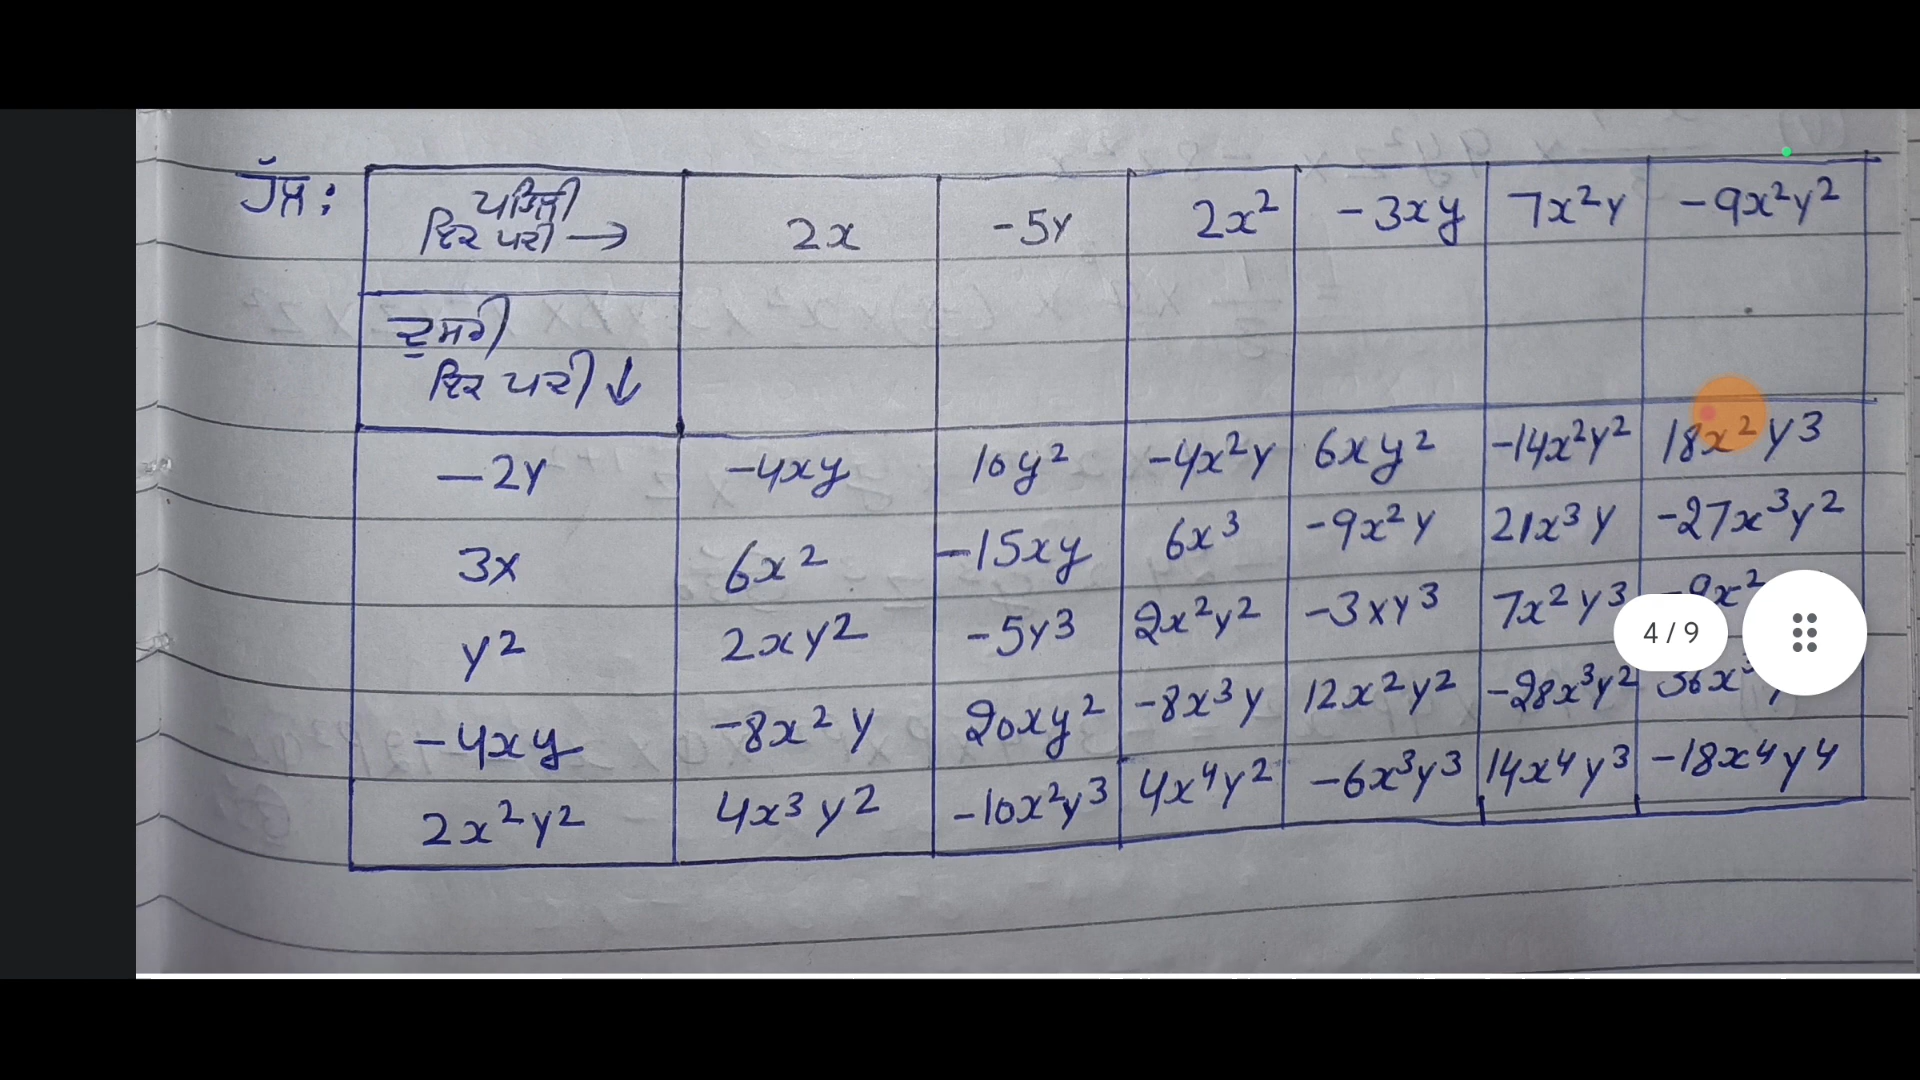 ਹੱਲ :
ਪਹਿਲੀ
ਇਕ ਪਦੀ → 2x -5y 2x² -3xy 7x²y -9x²y²
ਦੂਸਰੀ
ਇਕ ਪਦੀ ↓
-2y -4xy 10y² -4x²y 6xy² -14x²y² 18x²y3
3x 6x² -15xy 6x³ -9x²y 21x³y -27x³y²
y² 2xy² -5y3 2x²y² -3xy³ 7x²y3 -9x²
-4xy -8x²y 20xy² -8x³y 12x²y² -28x³y² 36x³
2x²y² 4x³y² -10x²y³ 4x⁴y² -6x³y³ 14x⁴y³ -18x⁴y⁴
4 / 9